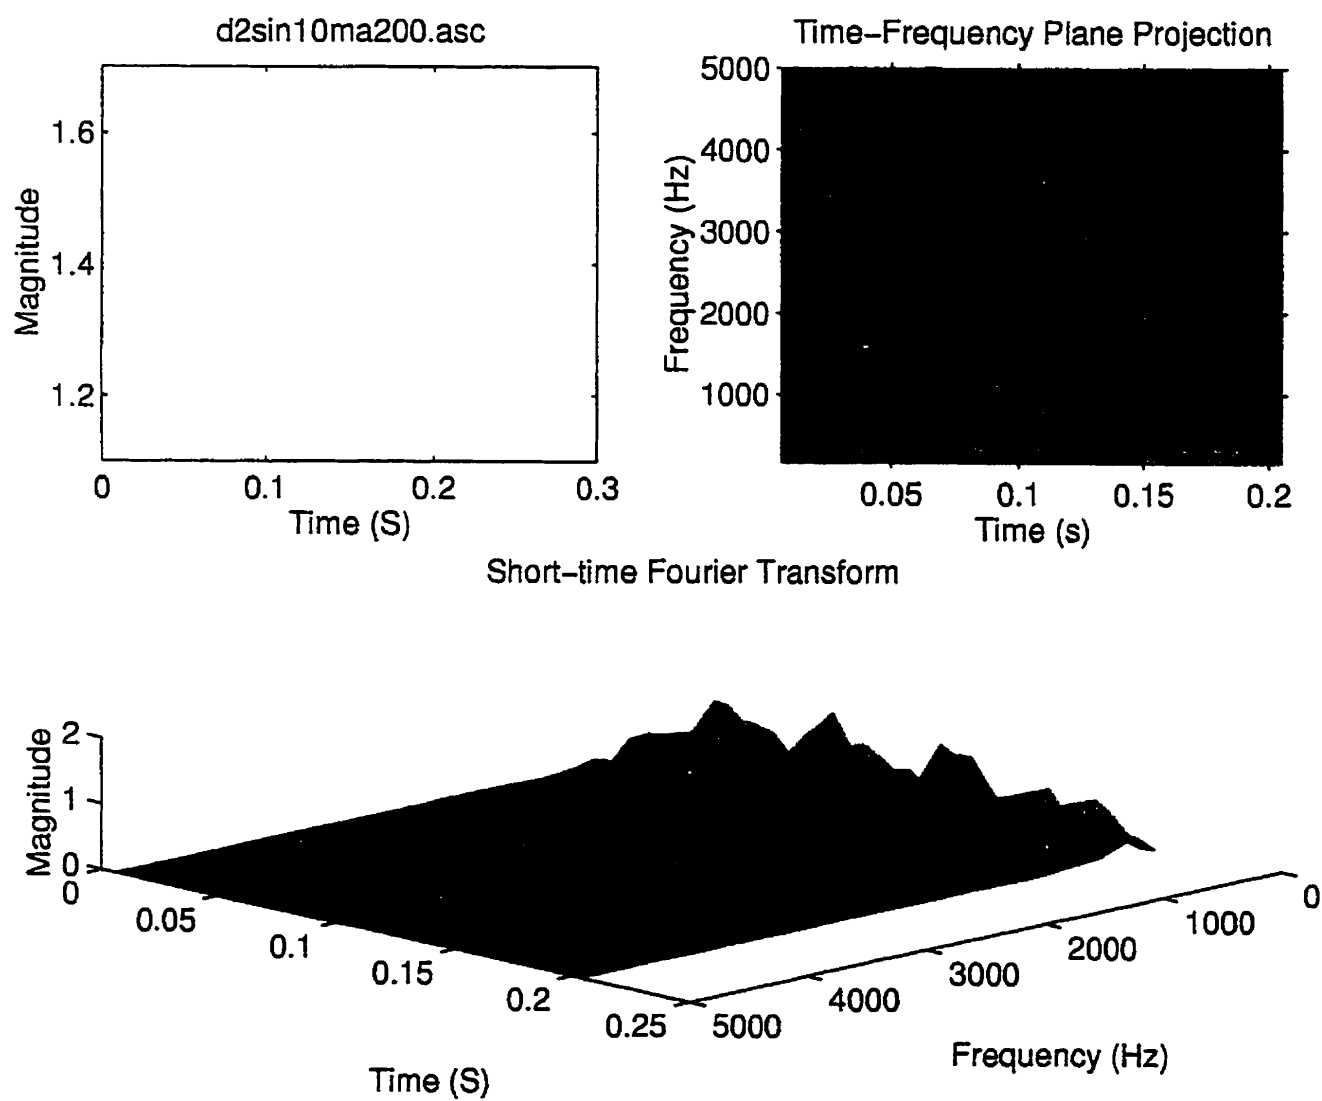 d2sin10ma200.asc
1.6
1.4
1.2
Magnitude
0 0.1 0.2 0.3
Time (S)
Time–Frequency Plane Projection
5000
4000
3000
2000
1000
Frequency (Hz)
0.05 0.1 0.15 0.2
Time (s)
Short–time Fourier Transform
2
1
0
Magnitude
0
0.05
0.1
0.15
0.2
0.25
Time (S)
5000
4000
3000
2000
1000
0
Frequency (Hz)